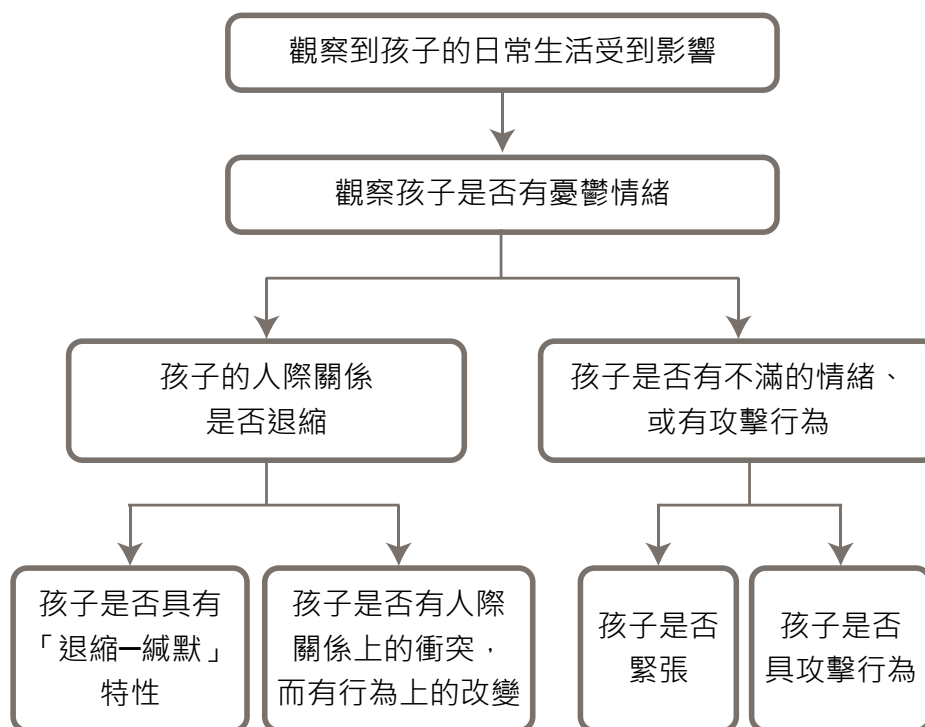 觀察到孩子的日常生活受到影響
觀察孩子是否有憂鬱情緒
孩子的人際關係
是否退縮
孩子是否有不滿的情緒、
或有攻擊行為
孩子是否具有
「退縮—緘默」
特性
孩子是否有人際
關係上的衝突，
而有行為上的改變
孩子是否
緊張
孩子是否
具攻擊行為